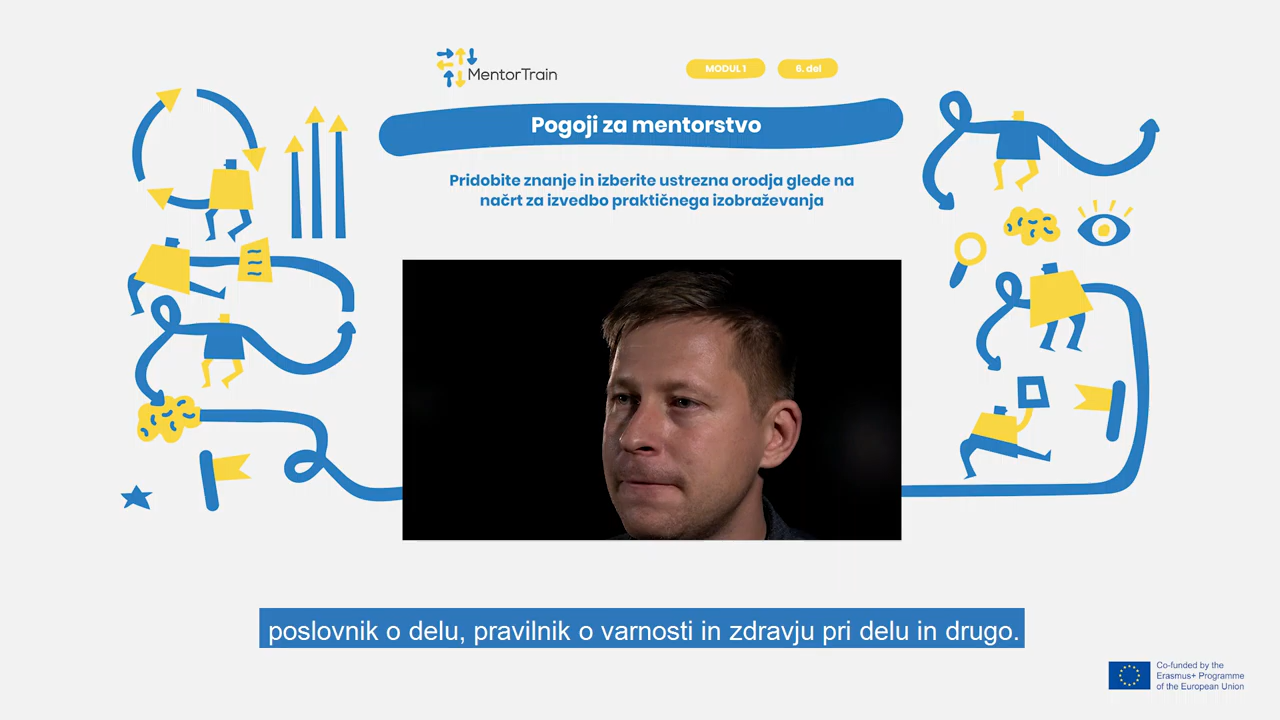 MentorTrain
MODUL 1
6. del
Pogoji za mentorstvo
Pridobite znanje in izberite ustrezna orodja glede na
načrt za izvedbo praktičnega izobraževanja
poslovnik o delu, pravilnik o varnosti in zdravju pri delu in drugo.
Co-funded by the
Erasmus+ Programme
of the European Union